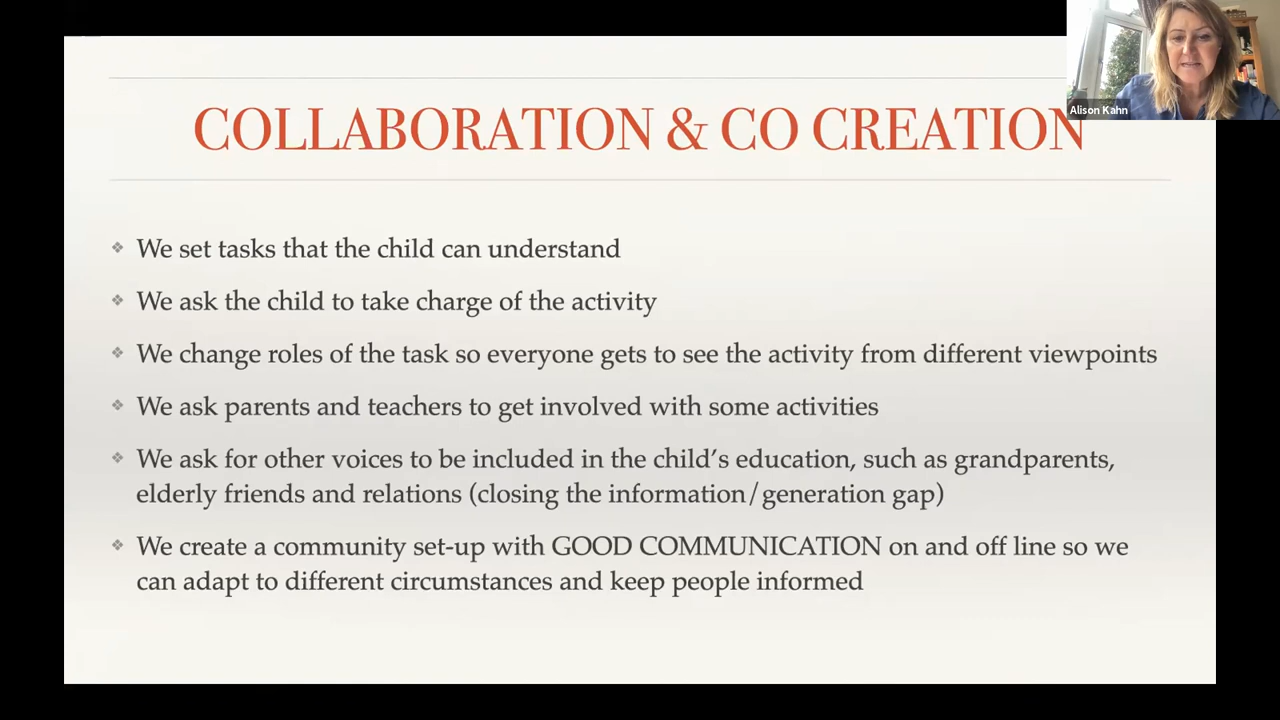 COLLABORATION & CO CREATION
Alison Kahn
We set tasks that the child can understand
We ask the child to take charge of the activity
We change roles of the task so everyone gets to see the activity from different viewpoints
We ask parents and teachers to get involved with some activities
We ask for other voices to be included in the child's education, such as grandparents,
elderly friends and relations (closing the information/generation gap)
We create a community set-up with GOOD COMMUNICATION on and off line so we
can adapt to different circumstances and keep people informed